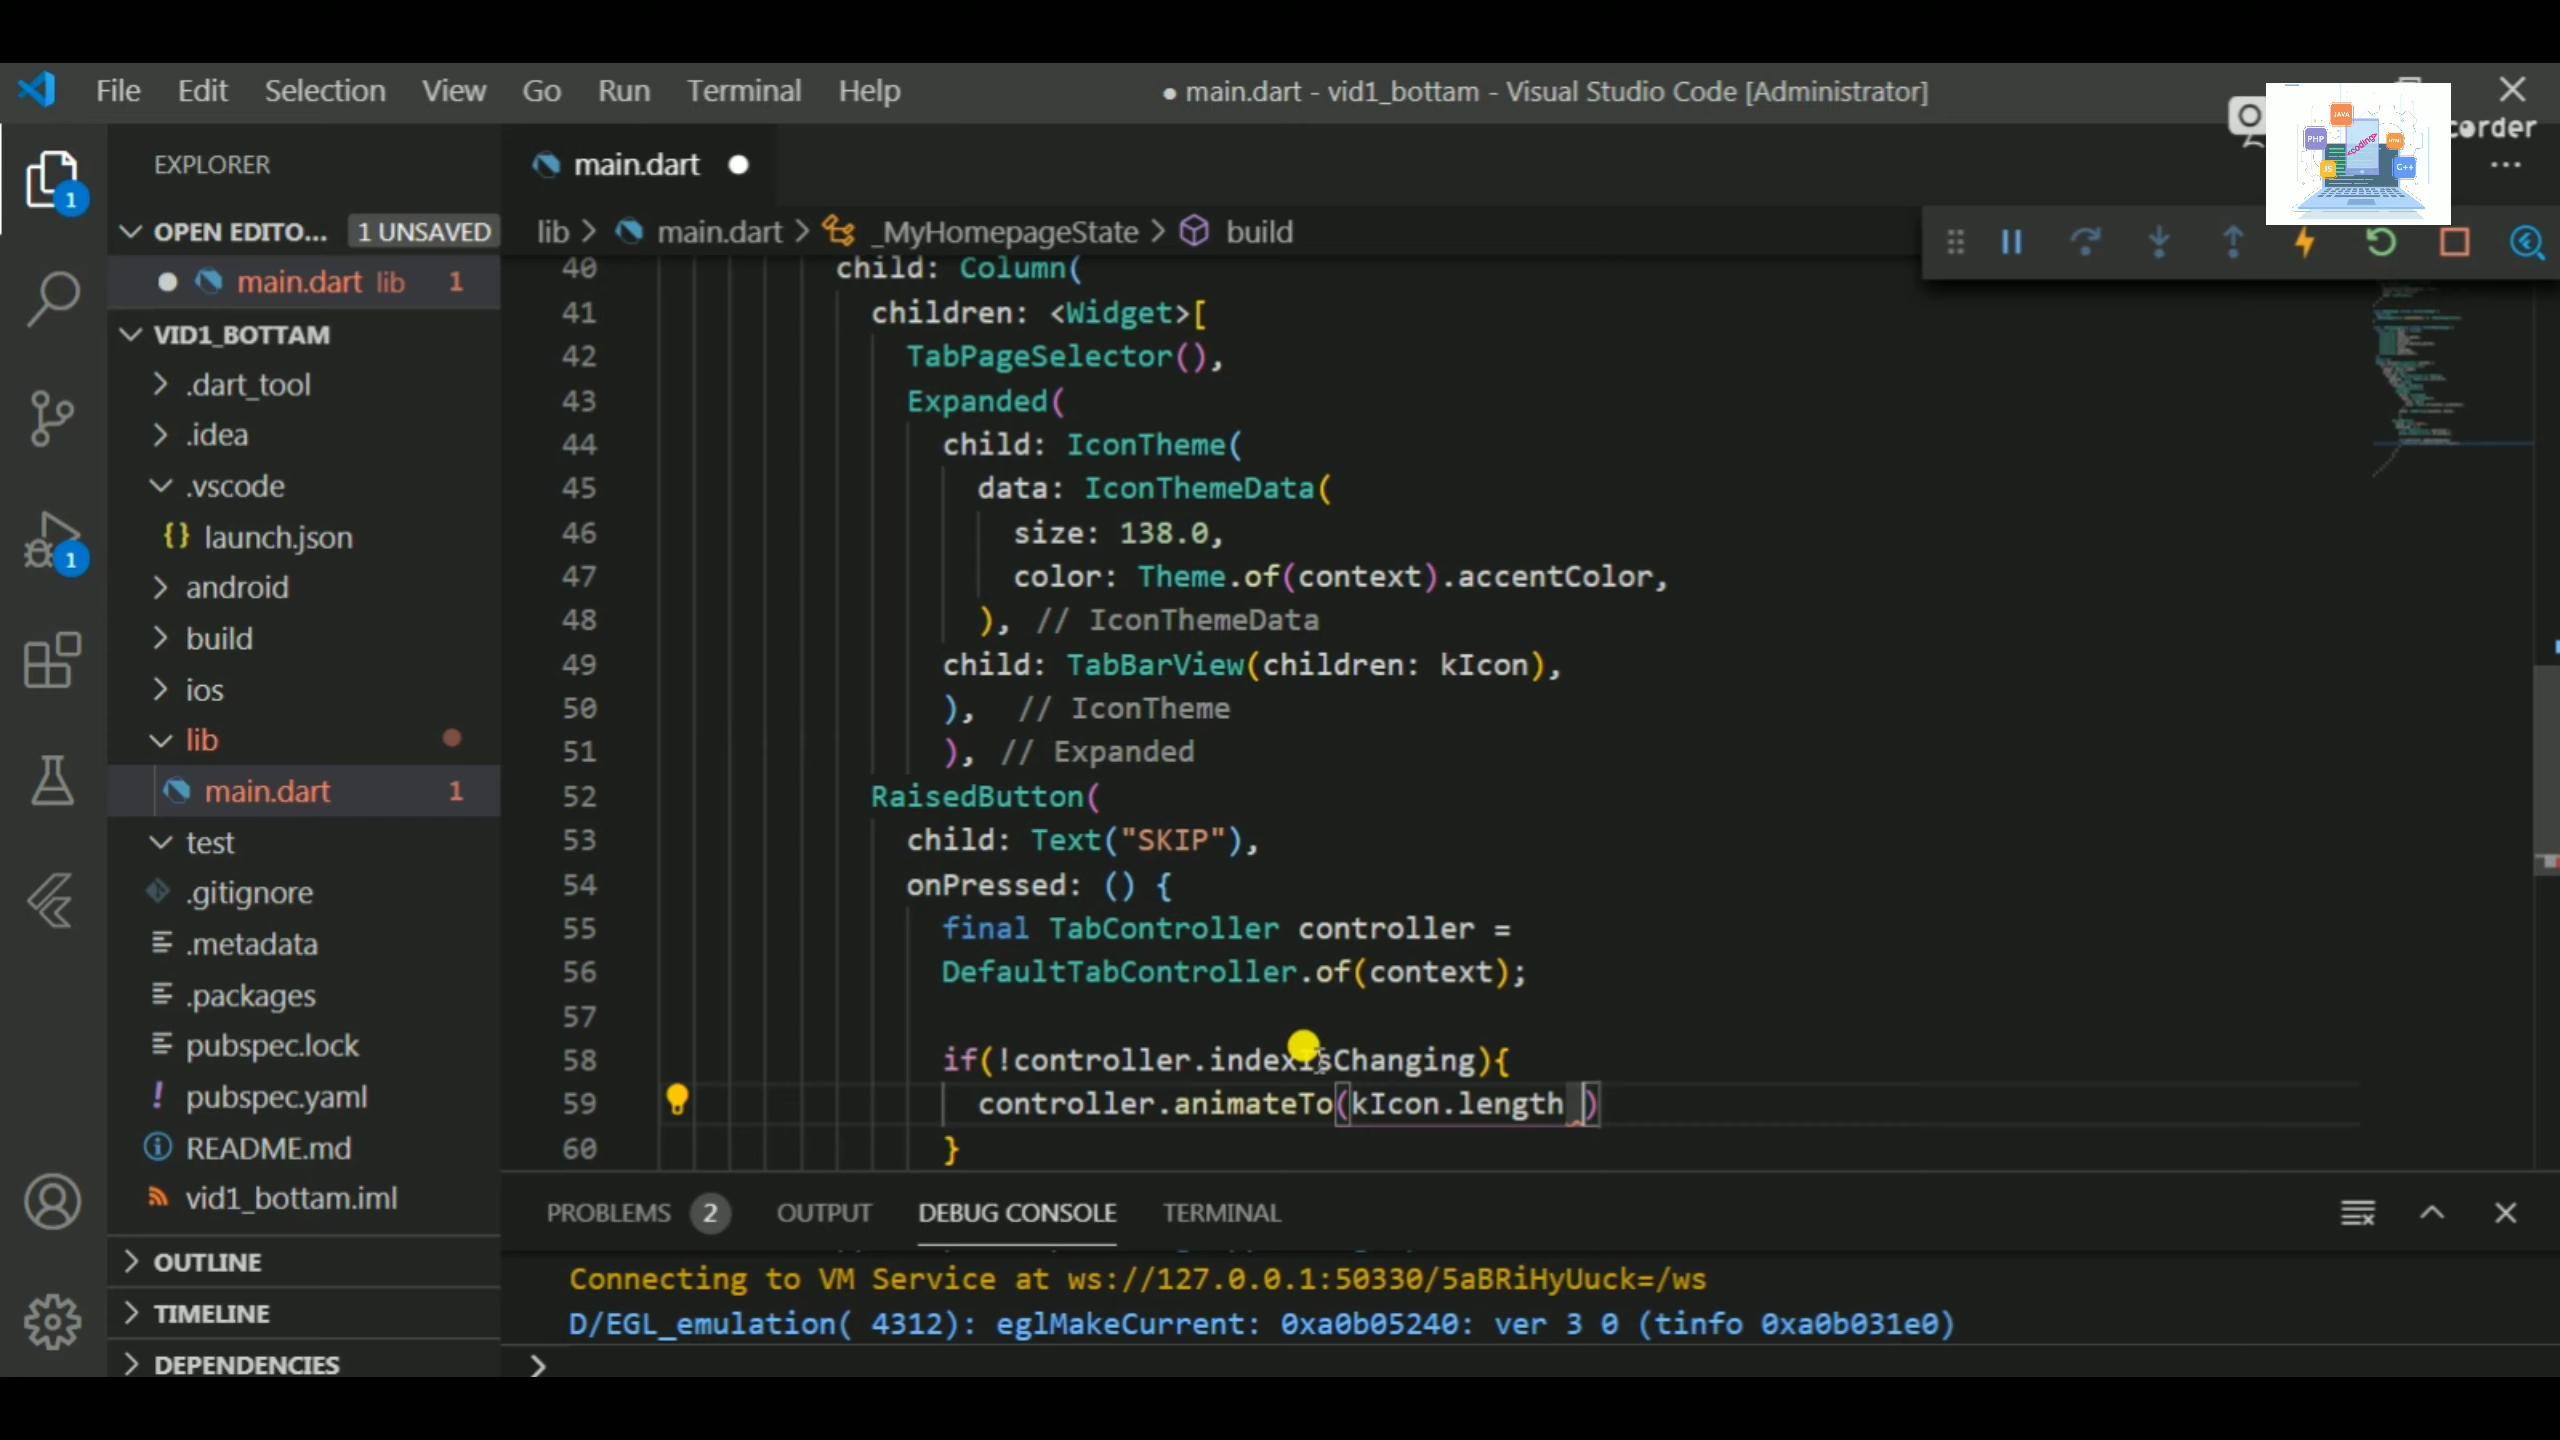 File Edit Selection View Go Run Terminal Help
● main.dart - vid1_bottam - Visual Studio Code [Administrator]
corder
JAVA
PHP
coding
JS
C++
EXPLORER
main.dart
OPEN EDITO... 1 UNSAVED
main.dart lib 1
VID1_BOTTAM
.dart_tool
.idea
.vscode
{} launch.json
android
build
ios
lib
main.dart 1
test
.gitignore
.metadata
.packages
pubspec.lock
! pubspec.yaml
README.md
vid1_bottam.iml
OUTLINE
TIMELINE
DEPENDENCIES
1
1
lib > main.dart > _MyHomepageState > build
40 child: Column(
41 children: <Widget>[
42 TabPageSelector(),
43 Expanded(
44 child: IconTheme(
45 data: IconThemeData(
46 size: 138.0,
47 color: Theme.of(context).accentColor,
48 ), // IconThemeData
49 child: TabBarView(children: kIcon),
50 ), // IconTheme
51 ), // Expanded
52 RaisedButton(
53 child: Text("SKIP"),
54 onPressed: () {
55 final TabController controller =
56 DefaultTabController.of(context);
57
58 if(!controller.indexIsChanging){
59 controller.animateTo(kIcon.length )
60 }
PROBLEMS 2 OUTPUT DEBUG CONSOLE TERMINAL
Connecting to VM Service at ws://127.0.0.1:50330/5aBRiHyUuck=/ws
D/EGL_emulation( 4312): eglMakeCurrent: 0xa0b05240: ver 3 0 (tinfo 0xa0b031e0)